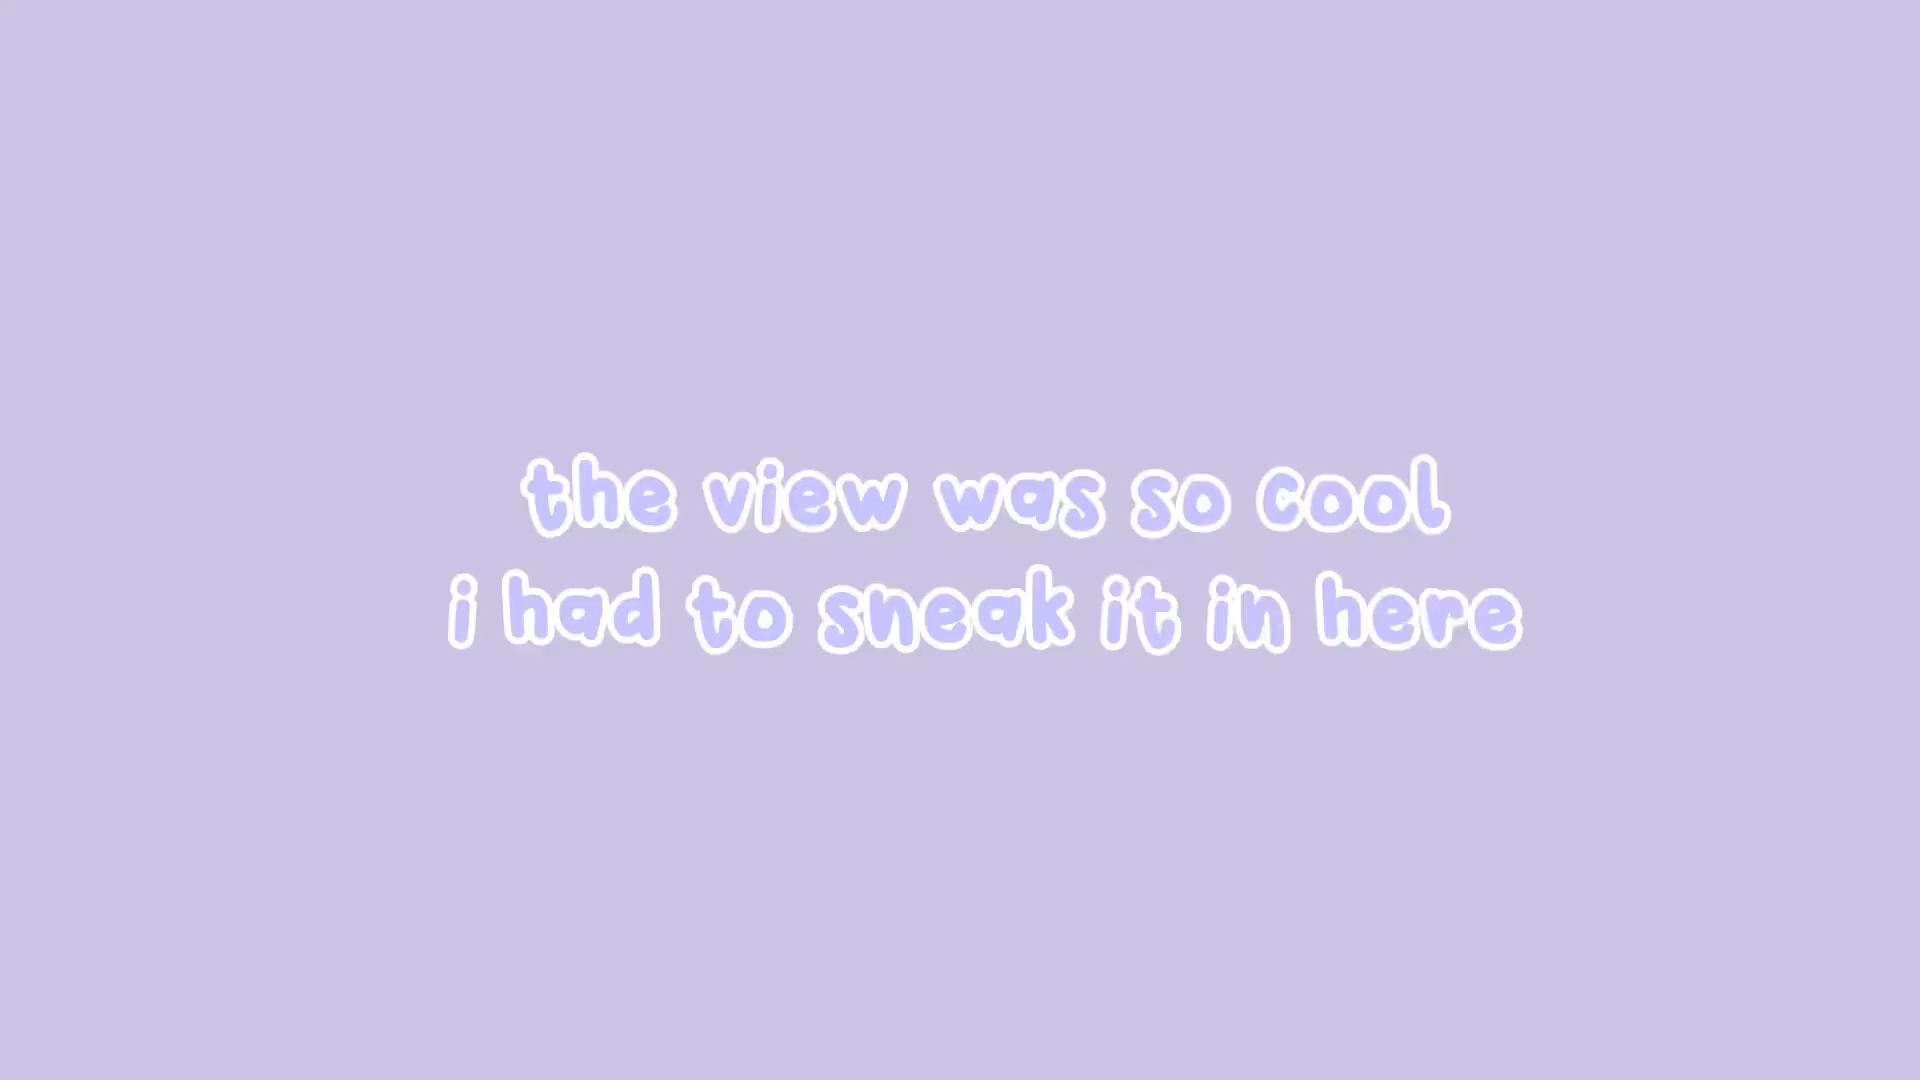 the view was so cool
i had to sneak it in here